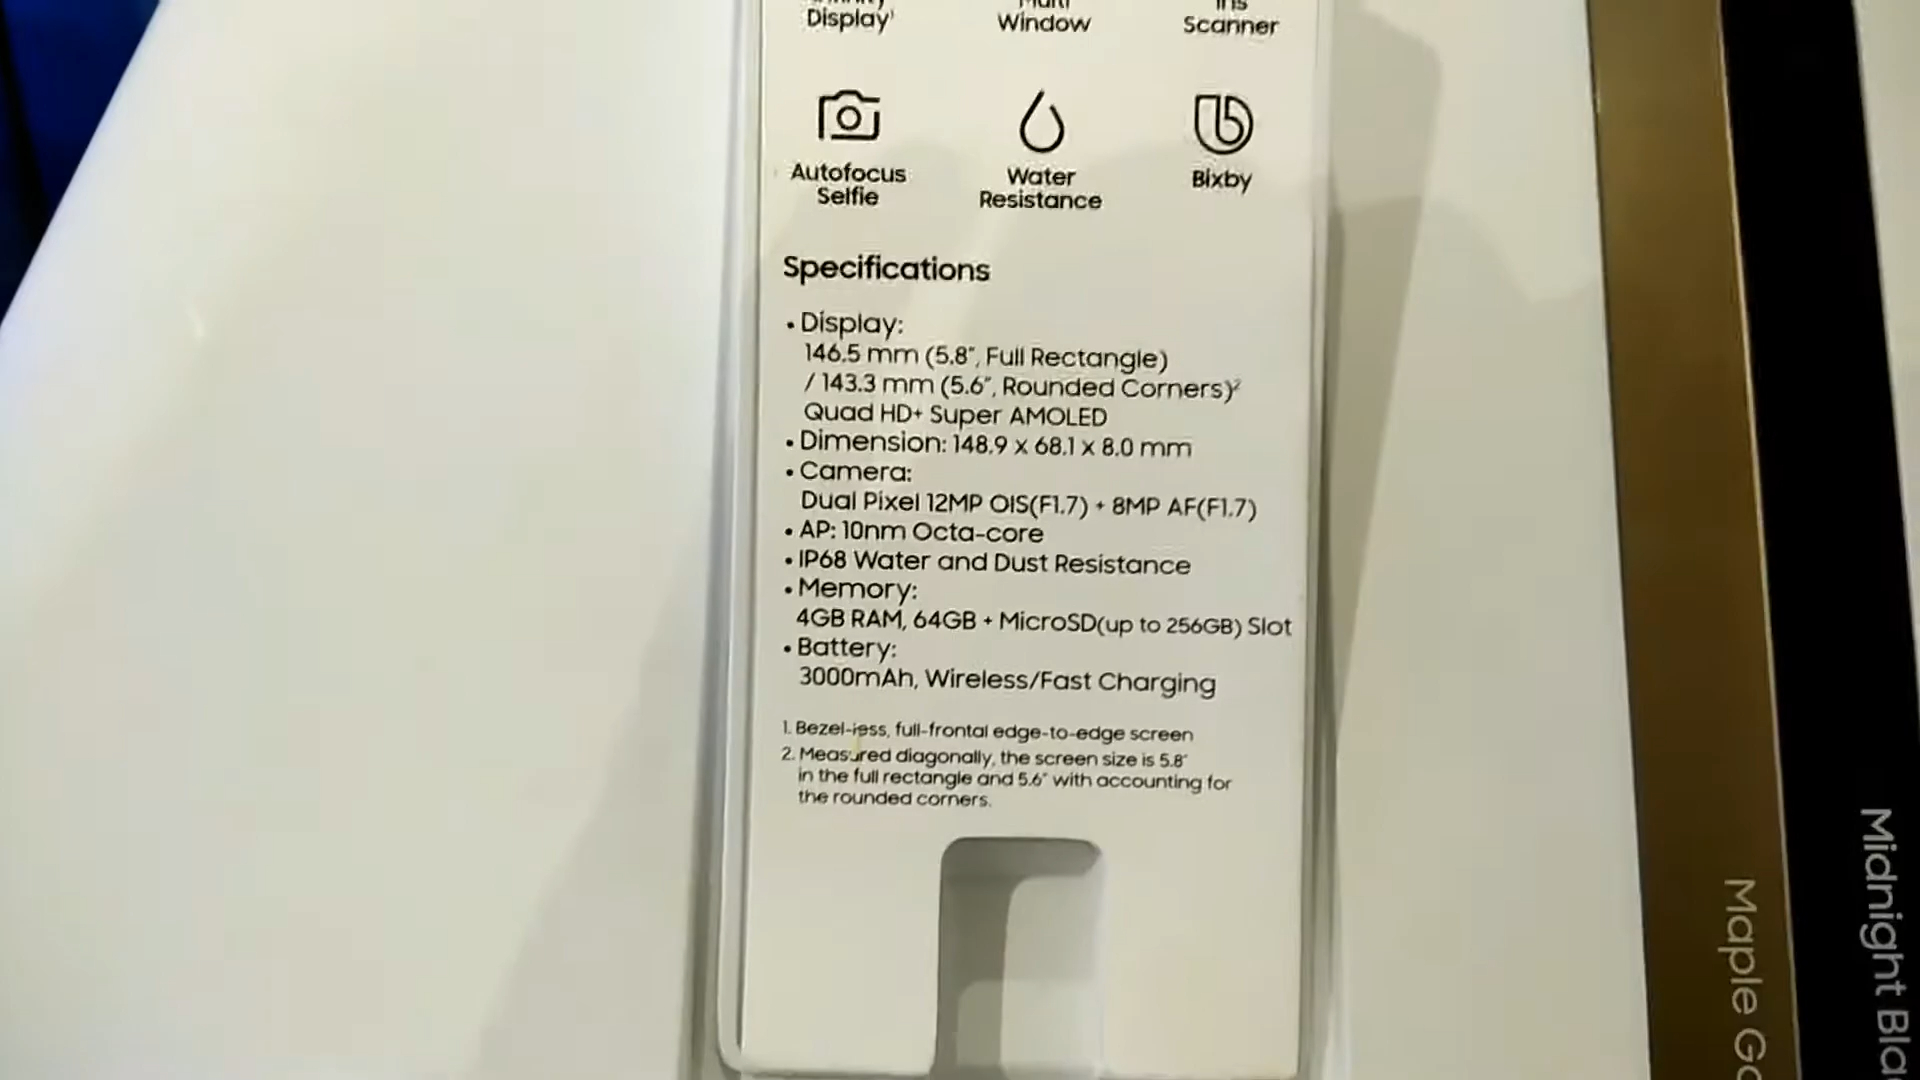 Display¹
Window
Scanner
Autofocus
Selfie
Water
Resistance
Bixby
Specifications
• Display:
146.5 mm (5.8", Full Rectangle)
/ 143.3 mm (5.6", Rounded Corners)²
Quad HD+ Super AMOLED
• Dimension: 148.9 x 68.1 x 8.0 mm
• Camera:
Dual Pixel 12MP OIS(F1.7) + 8MP AF(F1.7)
• AP: 10nm Octa-core
• IP68 Water and Dust Resistance
• Memory:
4GB RAM, 64GB + MicroSD(up to 256GB) Slot
• Battery:
3000mAh, Wireless/Fast Charging
1. Bezel-less, full-frontal edge-to-edge screen
2. Measured diagonally, the screen size is 5.8"
in the full rectangle and 5.6" with accounting for
the rounded corners.
Maple Go
Midnight Bla